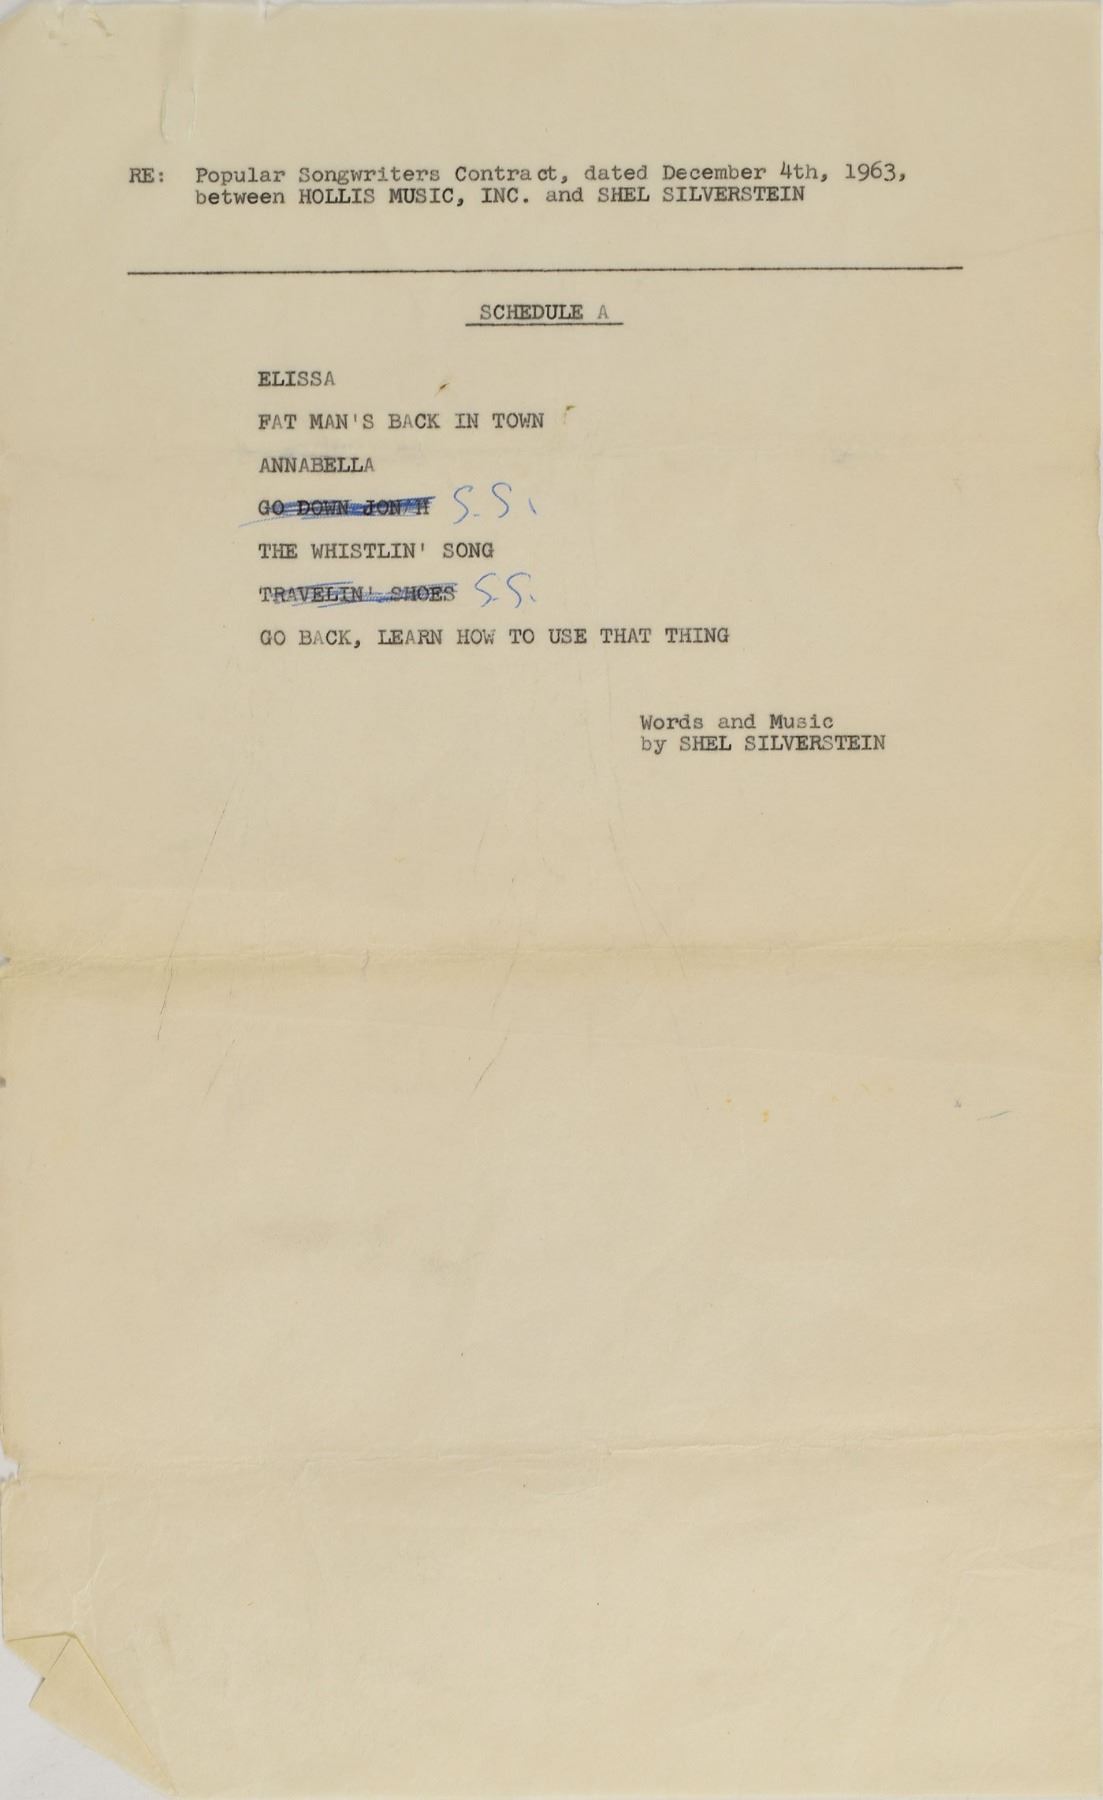 RE: Popular Songwriters Contract, dated December 4th, 1963,
between HOLLIS MUSIC, INC. and SHEL SILVERSTEIN
SCHEDULE A
ELISSA
FAT MAN'S BACK IN TOWN
ANNABELLA
GO DOWN JONAH S.S.
THE WHISTLIN' SONG
TRAVELIN' SHOES S.S.
GO BACK, LEARN HOW TO USE THAT THING
Words and Music
by SHEL SILVERSTEIN